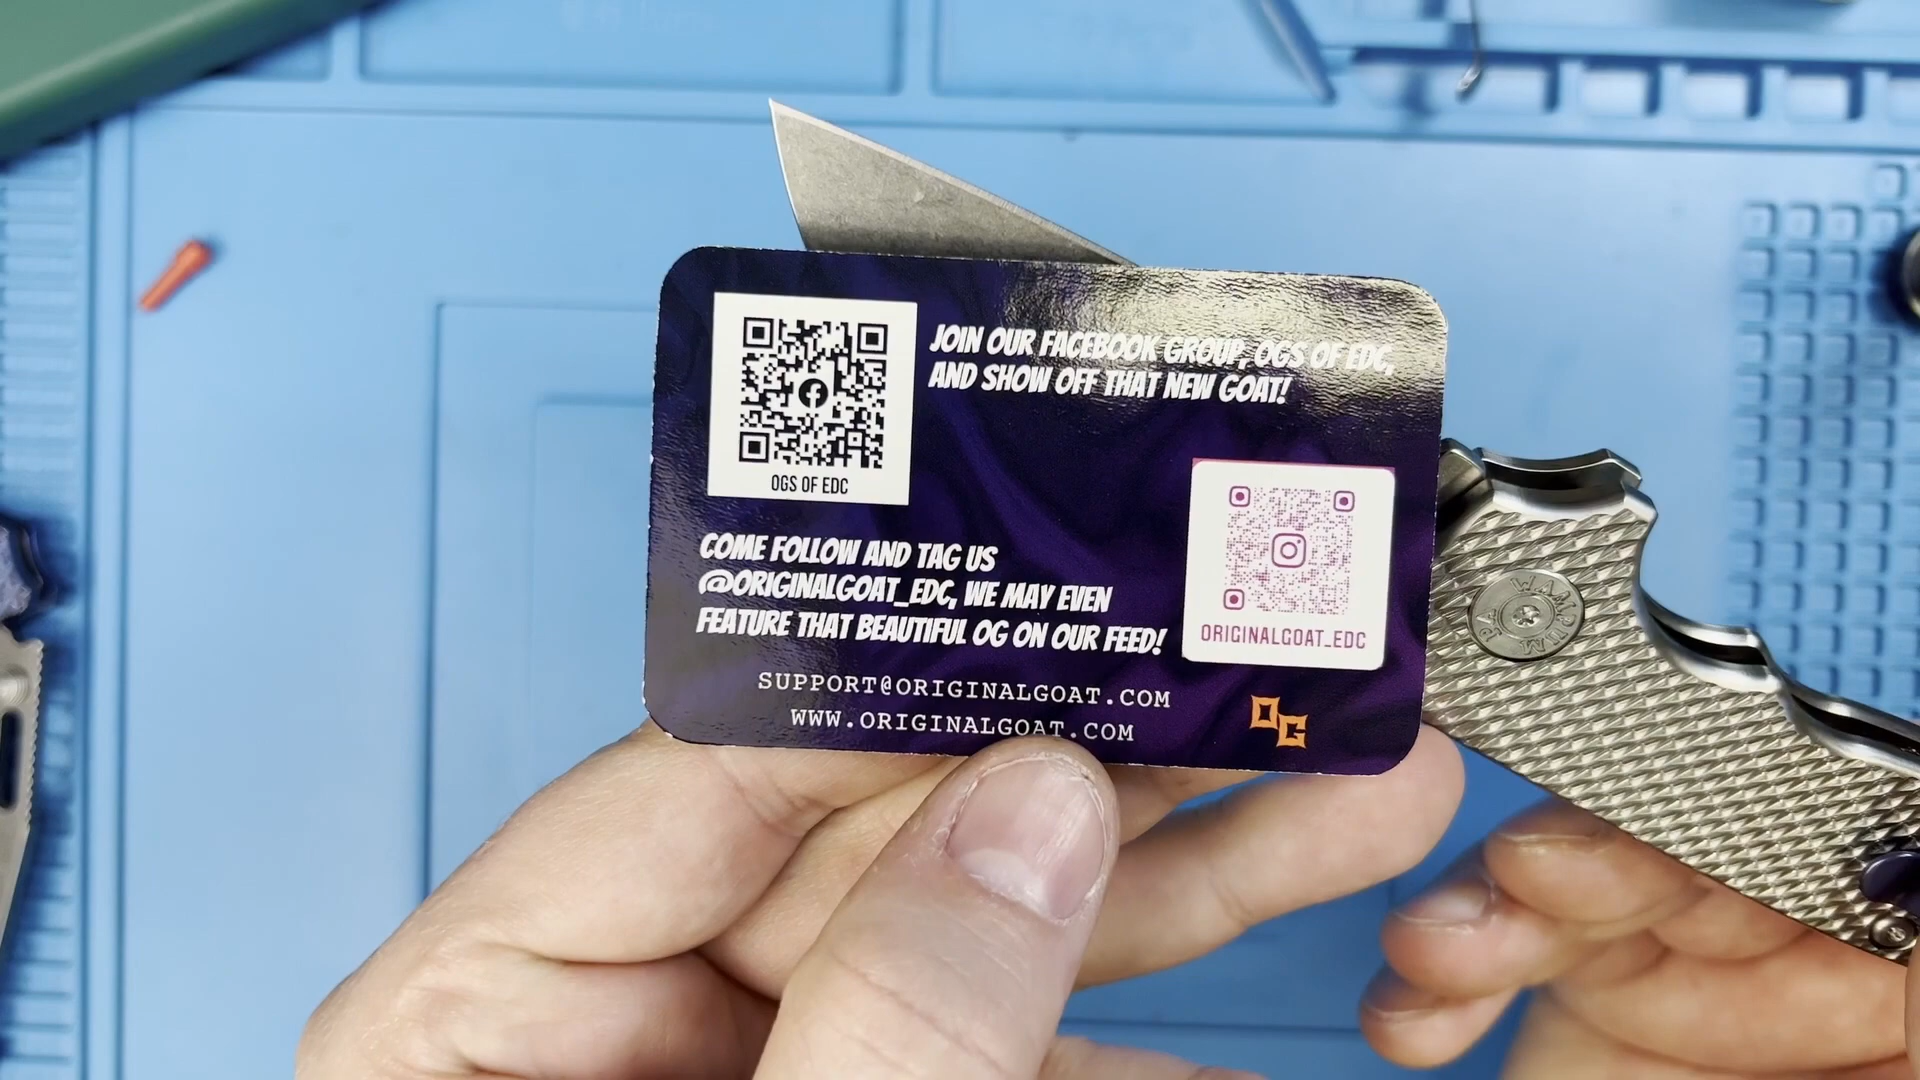 JOIN OUR FACEBOOK GROUP, OGS OF EDC,
AND SHOW OFF THAT NEW GOAT!
OGS OF EDC
COME FOLLOW AND TAG US
@ORIGINALGOAT_EDC, WE MAY EVEN
FEATURE THAT BEAUTIFUL OG ON OUR FEED!
ORIGINALGOAT_EDC
SUPPORT@ORIGINALGOAT.COM
WWW.ORIGINALGOAT.COM
OG
WAMPUM
PA